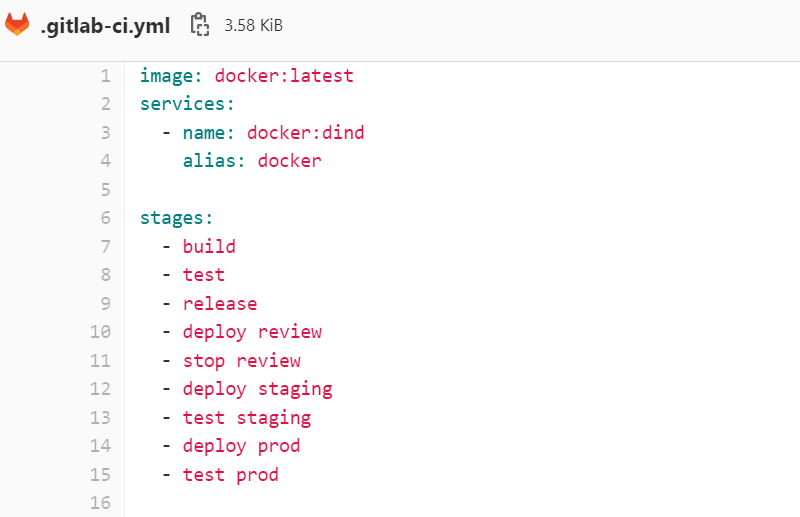 .gitlab-ci.yml 3.58 KiB
1 image: docker:latest
2 services:
3   - name: docker:dind
4     alias: docker
5
6 stages:
7   - build
8   - test
9   - release
10   - deploy review
11   - stop review
12   - deploy staging
13   - test staging
14   - deploy prod
15   - test prod
16